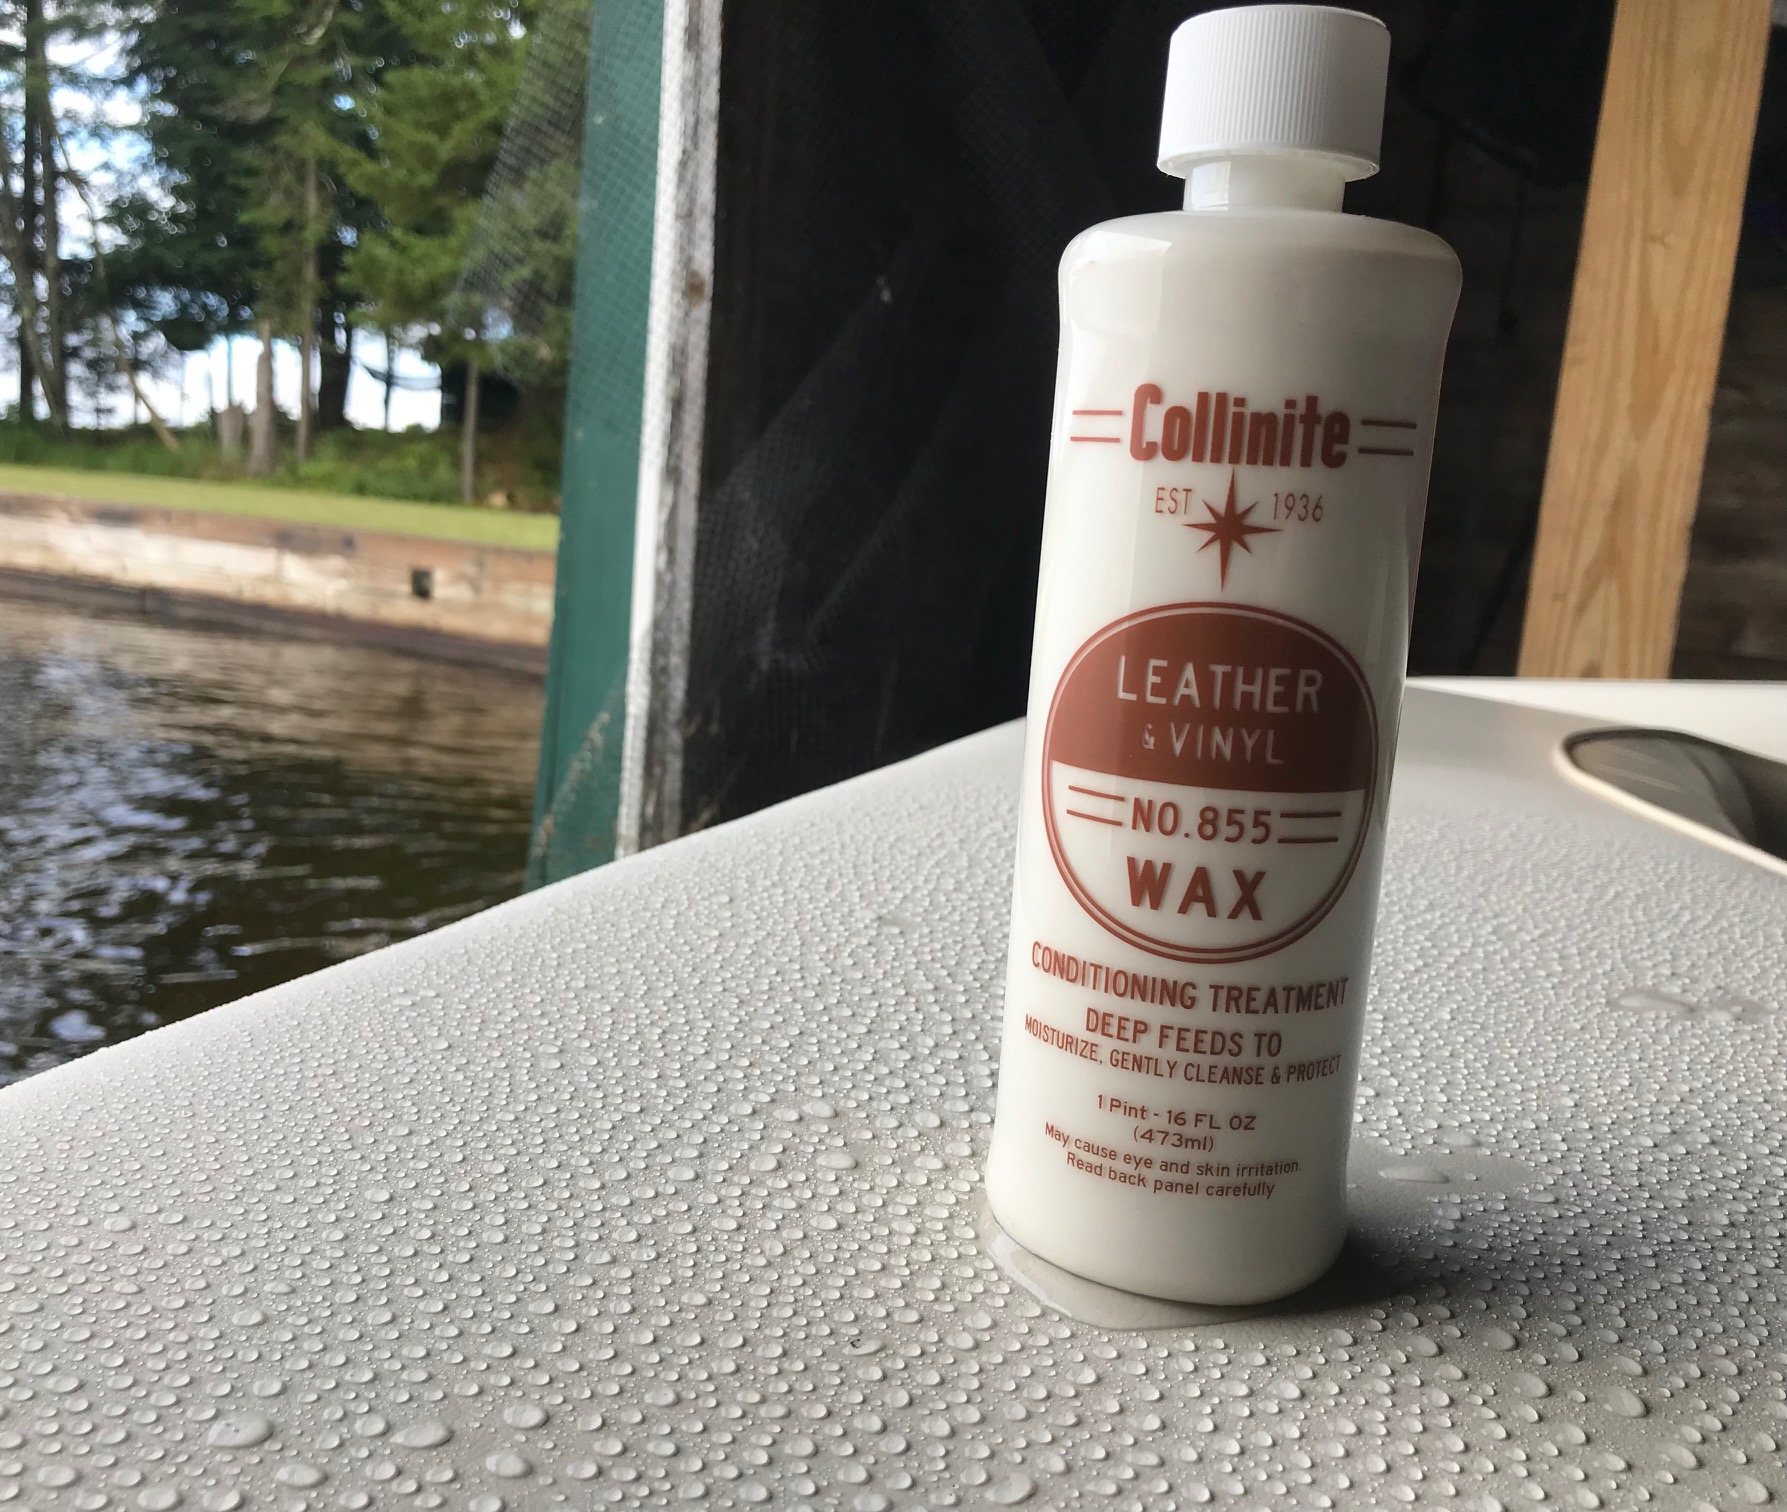 Collinite
EST 1936
LEATHER
& VINYL
NO.855
WAX
CONDITIONING TREATMENT
DEEP FEEDS TO
MOISTURIZE, GENTLY CLEANSE & PROTECT
1 Pint - 16 FL OZ
(473ml)
May cause eye and skin irritation.
Read back panel carefully